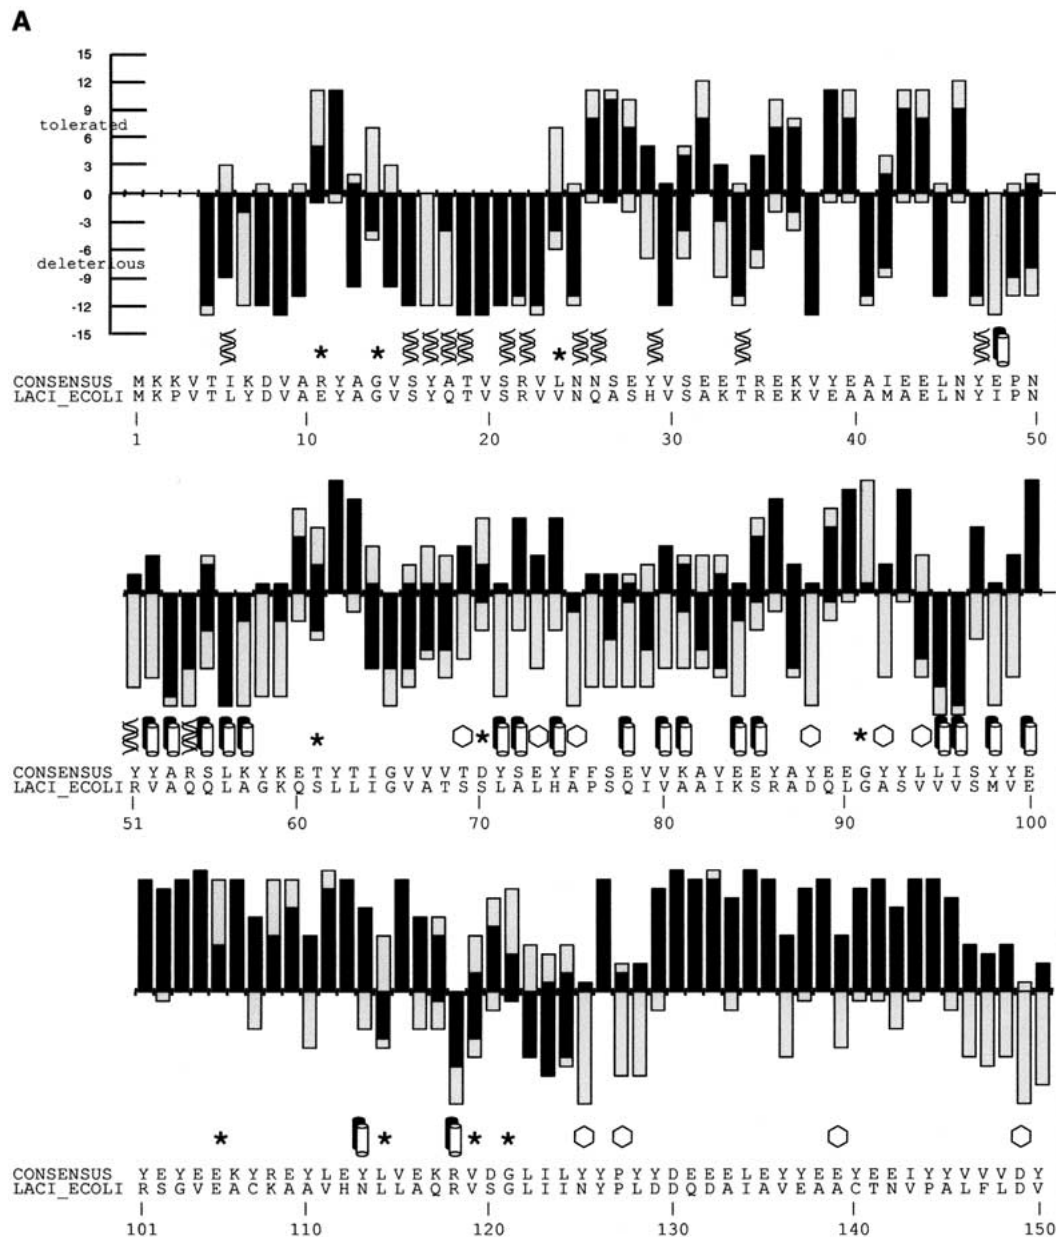 A
15
12
9
tolerated
6
3
0
-3
-6
deleterious
-9
-12
-15
CONSENSUS M K K V T I K D V A R Y A G V S Y A T V S R V L N N S E Y V S E E T R E K V Y E A I E E L N Y E P N
LACI_ECOLI M K P V T L Y D V A E Y A G V S Y Q T V S R V V N Q A S H V S A K T R E K V E A A M A E L N Y I P N
1 10 20 30 40 50
CONSENSUS Y Y A R S L K Y K E T Y T I G V V V T D Y S E Y F F S E V V K A V E E Y A Y E E G Y Y L L I S Y Y E
LACI_ECOLI R V A Q Q L A G K Q S L L I G V A T S S L A L H A P S Q I V A A I K S R A D Q L G A S V V V S M V E
51 60 70 80 90 100
CONSENSUS Y E Y E E K Y R E Y L E Y L V E K R V D G L I L Y Y P Y Y D E E E L E Y Y E E Y E E I Y Y V V V D Y
LACI_ECOLI R S G V E A C K A A V H N L L A Q R V S G L I I N Y P L D D Q D A I A V E A A C T N V P A L F L D V
101 110 120 130 140 150